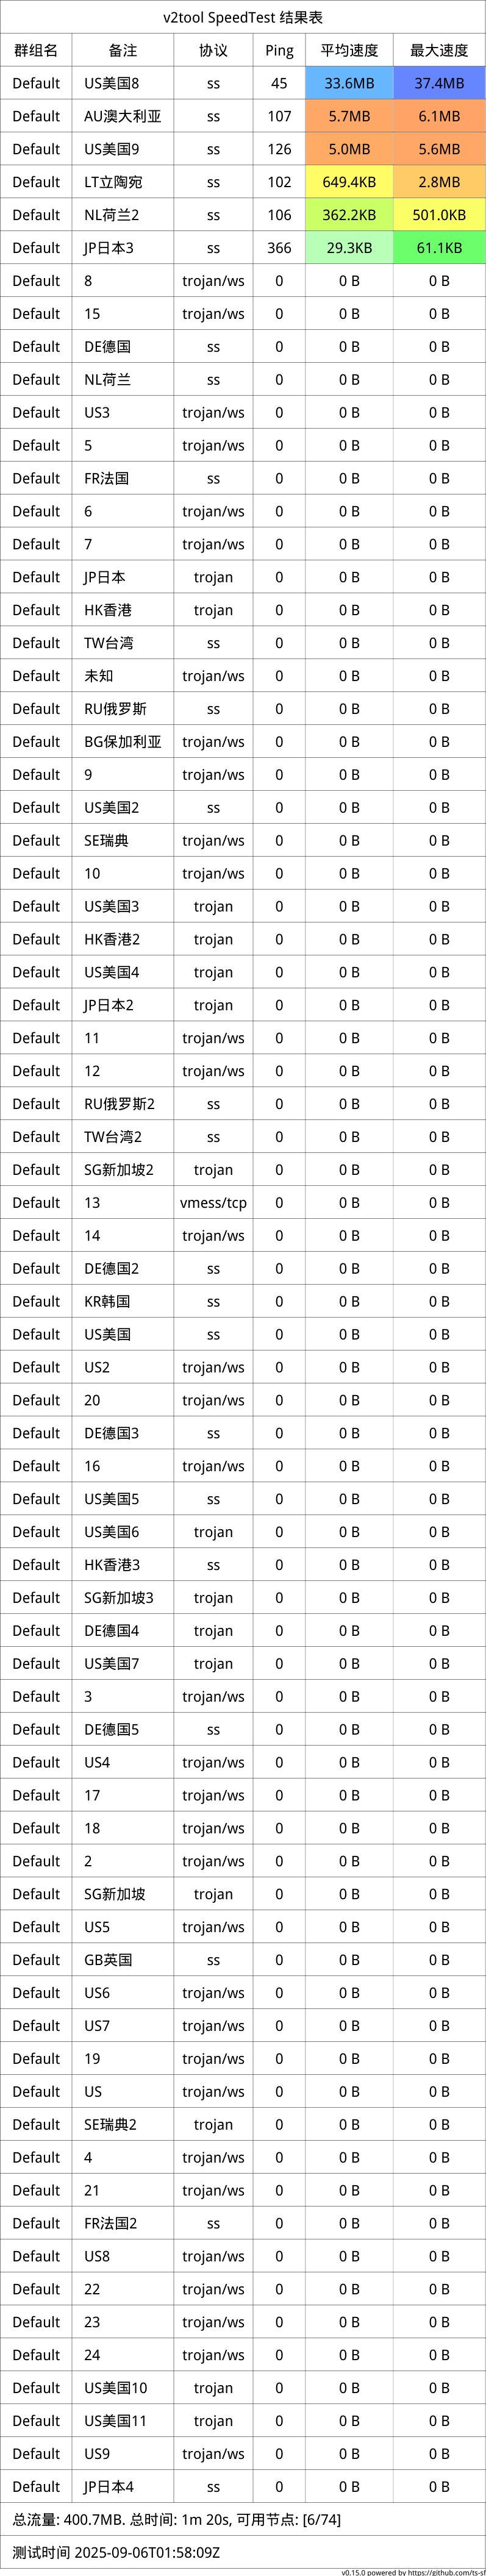 v2tool SpeedTest 结果表
群组名 备注 协议 Ping 平均速度 最大速度
Default US美国8 ss 45 33.6MB 37.4MB
Default AU澳大利亚 ss 107 5.7MB 6.1MB
Default US美国9 ss 126 5.0MB 5.6MB
Default LT立陶宛 ss 102 649.4KB 2.8MB
Default NL荷兰2 ss 106 362.2KB 501.0KB
Default JP日本3 ss 366 29.3KB 61.1KB
Default 8 trojan/ws 0 0 B 0 B
Default 15 trojan/ws 0 0 B 0 B
Default DE德国 ss 0 0 B 0 B
Default NL荷兰 ss 0 0 B 0 B
Default US3 trojan/ws 0 0 B 0 B
Default 5 trojan/ws 0 0 B 0 B
Default FR法国 ss 0 0 B 0 B
Default 6 trojan/ws 0 0 B 0 B
Default 7 trojan/ws 0 0 B 0 B
Default JP日本 trojan 0 0 B 0 B
Default HK香港 trojan 0 0 B 0 B
Default TW台湾 ss 0 0 B 0 B
Default 未知 trojan/ws 0 0 B 0 B
Default RU俄罗斯 ss 0 0 B 0 B
Default BG保加利亚 trojan/ws 0 0 B 0 B
Default 9 trojan/ws 0 0 B 0 B
Default US美国2 ss 0 0 B 0 B
Default SE瑞典 trojan/ws 0 0 B 0 B
Default 10 trojan/ws 0 0 B 0 B
Default US美国3 trojan 0 0 B 0 B
Default HK香港2 trojan 0 0 B 0 B
Default US美国4 trojan 0 0 B 0 B
Default JP日本2 trojan 0 0 B 0 B
Default 11 trojan/ws 0 0 B 0 B
Default 12 trojan/ws 0 0 B 0 B
Default RU俄罗斯2 ss 0 0 B 0 B
Default TW台湾2 ss 0 0 B 0 B
Default SG新加坡2 trojan 0 0 B 0 B
Default 13 vmess/tcp 0 0 B 0 B
Default 14 trojan/ws 0 0 B 0 B
Default DE德国2 ss 0 0 B 0 B
Default KR韩国 ss 0 0 B 0 B
Default US美国 ss 0 0 B 0 B
Default US2 trojan/ws 0 0 B 0 B
Default 20 trojan/ws 0 0 B 0 B
Default DE德国3 ss 0 0 B 0 B
Default 16 trojan/ws 0 0 B 0 B
Default US美国5 ss 0 0 B 0 B
Default US美国6 trojan 0 0 B 0 B
Default HK香港3 ss 0 0 B 0 B
Default SG新加坡3 trojan 0 0 B 0 B
Default DE德国4 trojan 0 0 B 0 B
Default US美国7 trojan 0 0 B 0 B
Default 3 trojan/ws 0 0 B 0 B
Default DE德国5 ss 0 0 B 0 B
Default US4 trojan/ws 0 0 B 0 B
Default 17 trojan/ws 0 0 B 0 B
Default 18 trojan/ws 0 0 B 0 B
Default 2 trojan/ws 0 0 B 0 B
Default SG新加坡 trojan 0 0 B 0 B
Default US5 trojan/ws 0 0 B 0 B
Default GB英国 ss 0 0 B 0 B
Default US6 trojan/ws 0 0 B 0 B
Default US7 trojan/ws 0 0 B 0 B
Default 19 trojan/ws 0 0 B 0 B
Default US trojan/ws 0 0 B 0 B
Default SE瑞典2 trojan 0 0 B 0 B
Default 4 trojan/ws 0 0 B 0 B
Default 21 trojan/ws 0 0 B 0 B
Default FR法国2 ss 0 0 B 0 B
Default US8 trojan/ws 0 0 B 0 B
Default 22 trojan/ws 0 0 B 0 B
Default 23 trojan/ws 0 0 B 0 B
Default 24 trojan/ws 0 0 B 0 B
Default US美国10 trojan 0 0 B 0 B
Default US美国11 trojan 0 0 B 0 B
Default US9 trojan/ws 0 0 B 0 B
Default JP日本4 ss 0 0 B 0 B
总流量: 400.7MB. 总时间: 1m 20s, 可用节点: [6/74]
测试时间 2025-09-06T01:58:09Z
v0.15.0 powered by https://github.com/ts-sf